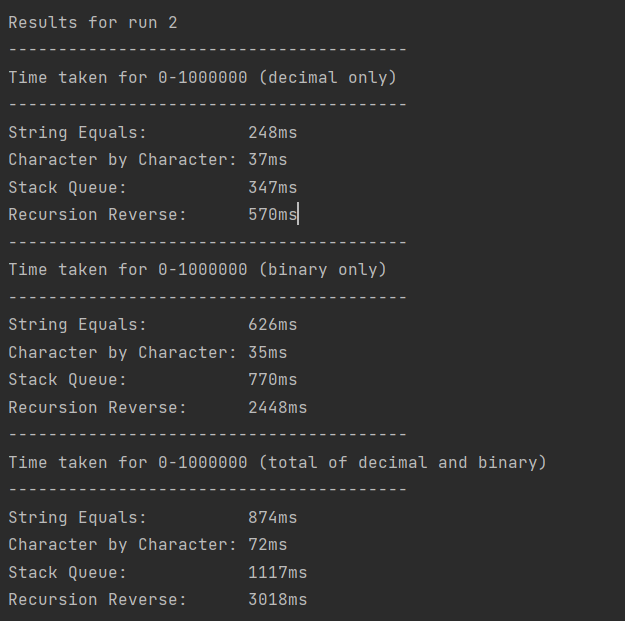 Results for run 2
----------------------------------------
Time taken for 0-1000000 (decimal only)
----------------------------------------
String Equals:          248ms
Character by Character: 37ms
Stack Queue:            347ms
Recursion Reverse:      570ms
----------------------------------------
Time taken for 0-1000000 (binary only)
----------------------------------------
String Equals:          626ms
Character by Character: 35ms
Stack Queue:            770ms
Recursion Reverse:      2448ms
----------------------------------------
Time taken for 0-1000000 (total of decimal and binary)
----------------------------------------
String Equals:          874ms
Character by Character: 72ms
Stack Queue:            1117ms
Recursion Reverse:      3018ms